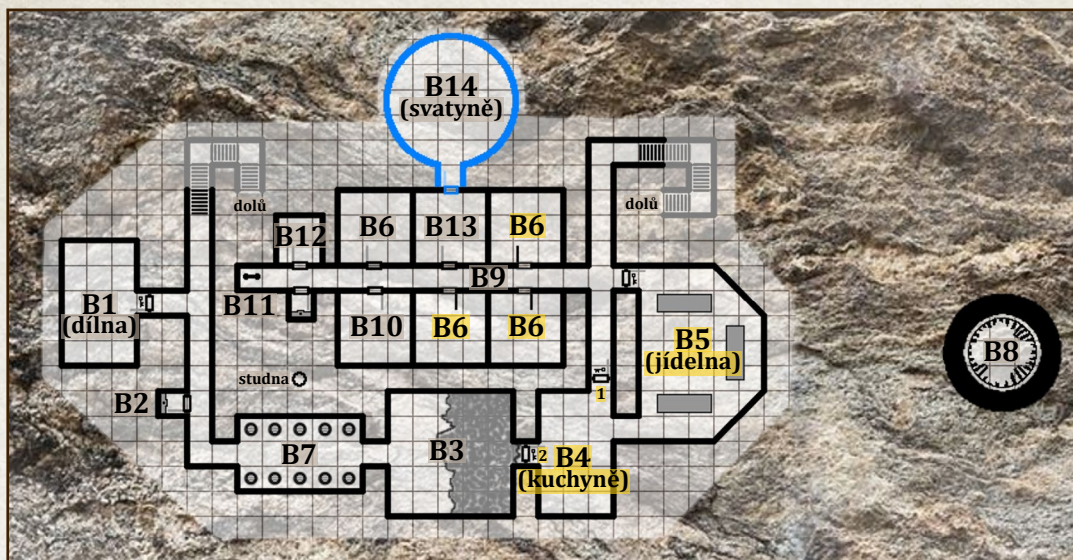 B14
(svatyně)
dolů
dolů
B12
B6
B13
B6
B9
B1
(dílna)
B11
B10
B6
B6
B5
(jídelna)
B8
studna
1
B2
B7
B3
2
B4
(kuchyně)